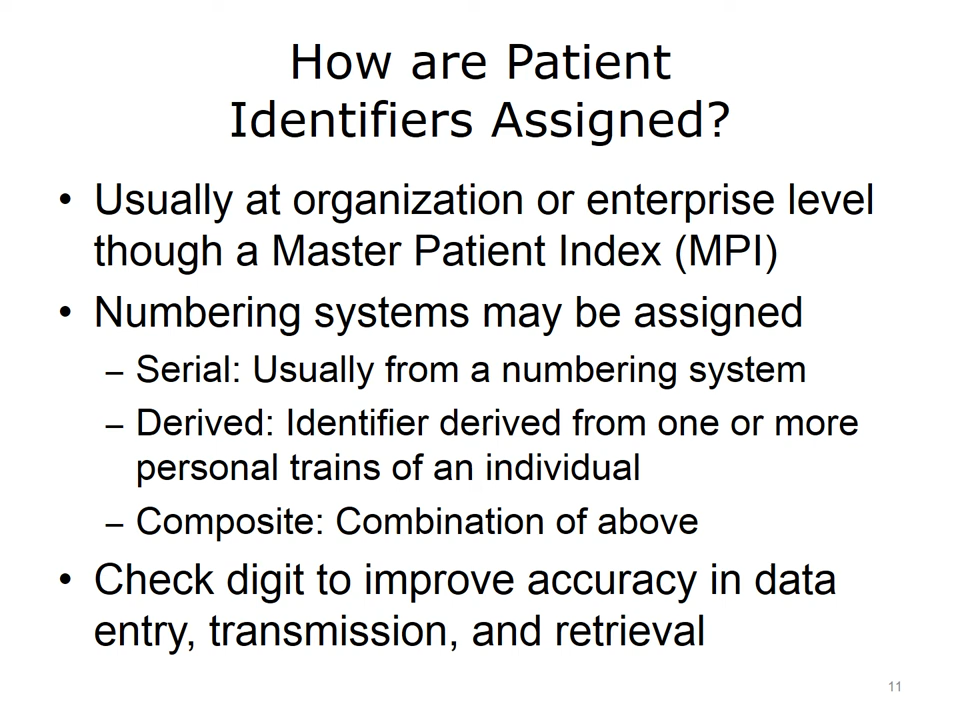 How are Patient
Identifiers Assigned?
• Usually at organization or enterprise level
though a Master Patient Index (MPI)
• Numbering systems may be assigned
– Serial: Usually from a numbering system
– Derived: Identifier derived from one or more
personal trains of an individual
– Composite: Combination of above
• Check digit to improve accuracy in data
entry, transmission, and retrieval
11